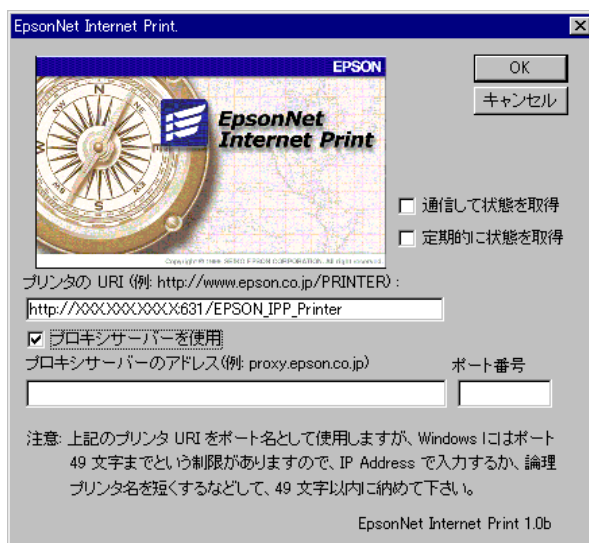 EpsonNet Internet Print.
EPSON
N
EpsonNet
Internet Print
OK
キャンセル
通信して状態を取得
定期的に状態を取得
Copyright © 1999 SEIKO EPSON CORPORATION. All rights reserved.
プリンタの URI (例: http://www.epson.co.jp/PRINTER) :
http://XXX.XXX.XXX.X:631/EPSON_IPP_Printer
プロキシサーバーを使用
プロキシサーバーのアドレス(例: proxy.epson.co.jp)
ポート番号
注意: 上記のプリンタ URI をポート名として使用しますが、Windows にはポート
49 文字までという制限がありますので、IP Address で入力するか、論理
プリンタ名を短くするなどして、49 文字以内に納めて下さい。
EpsonNet Internet Print 1.0b